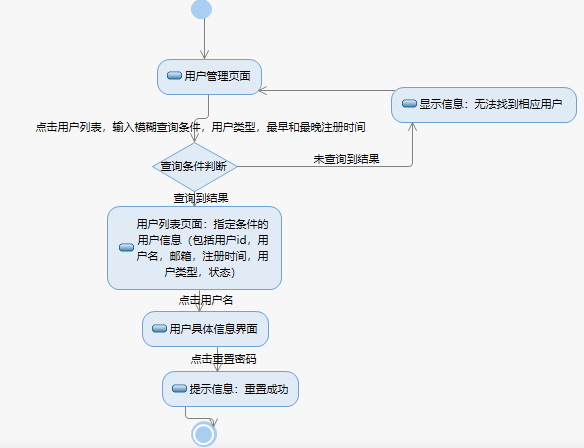 用户管理页面
显示信息：无法找到相应用户
点击用户列表，输入模糊查询条件，用户类型，最早和最晚注册时间
未查询到结果
查询条件判断
查询到结果
用户列表页面：指定条件的
用户信息（包括用户id，用
户名，邮箱，注册时间，用
户类型，状态）
点击用户名
用户具体信息界面
点击重置密码
提示信息：重置成功